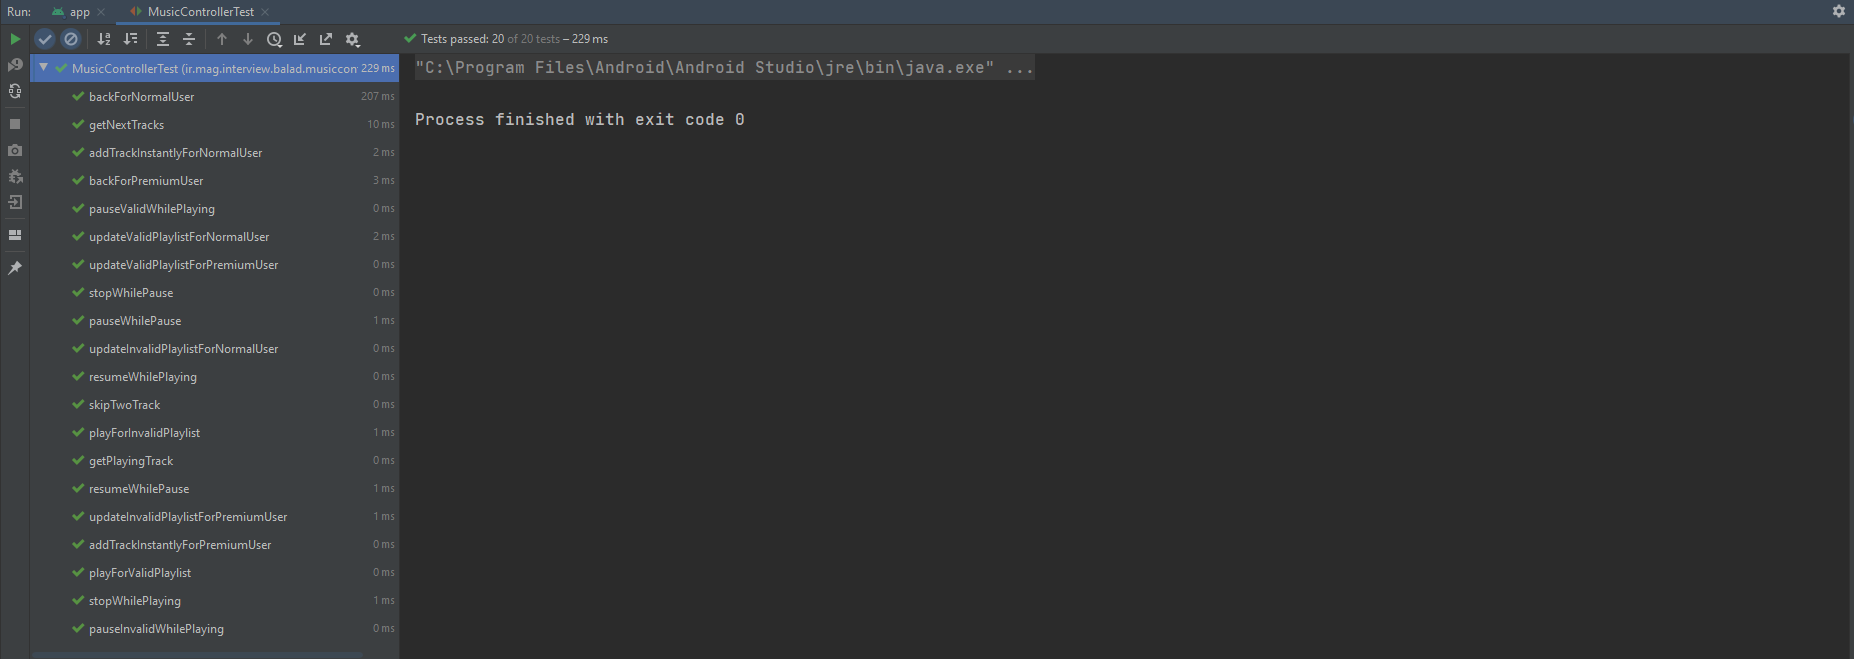 Run: app MusicControllerTest
Tests passed: 20 of 20 tests – 229 ms
MusicControllerTest (ir.mag.interview.balad.musiccon 229 ms
backForNormalUser 207 ms
getNextTracks 10 ms
addTrackInstantlyForNormalUser 2 ms
backForPremiumUser 3 ms
pauseValidWhilePlaying 0 ms
updateValidPlaylistForNormalUser 2 ms
updateValidPlaylistForPremiumUser 0 ms
stopWhilePause 0 ms
pauseWhilePause 1 ms
updateInvalidPlaylistForNormalUser 0 ms
resumeWhilePlaying 0 ms
skipTwoTrack 0 ms
playForInvalidPlaylist 1 ms
getPlayingTrack 0 ms
resumeWhilePause 1 ms
updateInvalidPlaylistForPremiumUser 1 ms
addTrackInstantlyForPremiumUser 0 ms
playForValidPlaylist 0 ms
stopWhilePlaying 1 ms
pauseInvalidWhilePlaying 0 ms
"C:\Program Files\Android\Android Studio\jre\bin\java.exe" ...
Process finished with exit code 0